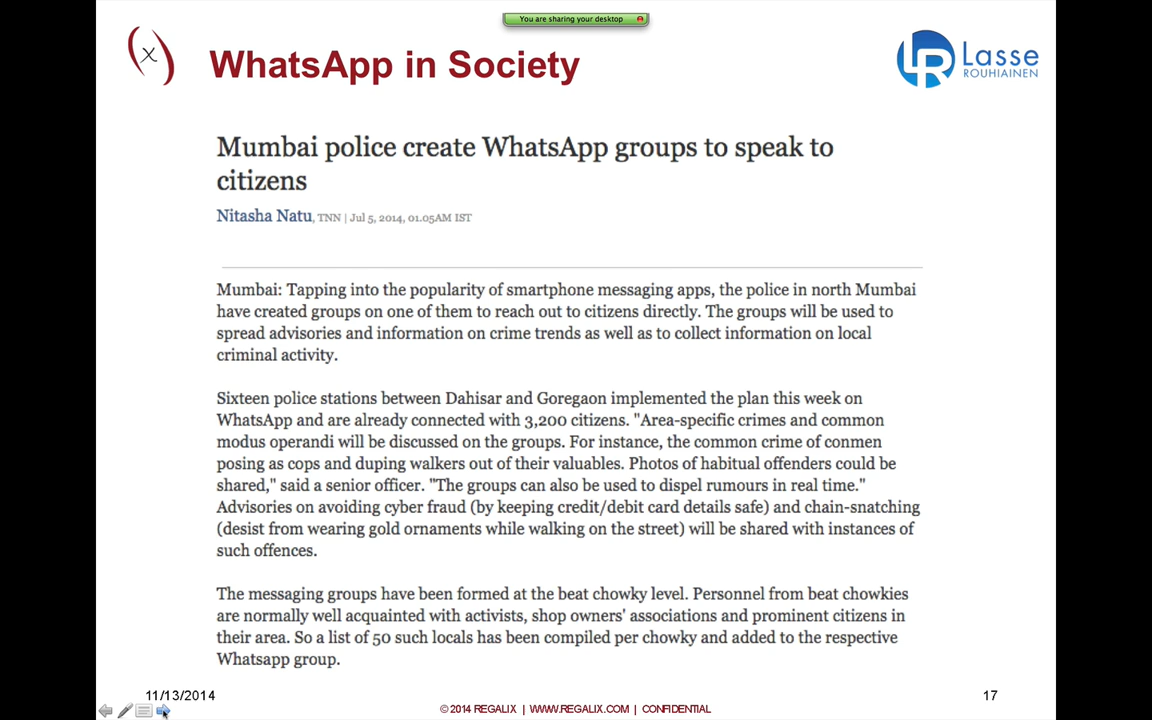 You are sharing your desktop
(x)
WhatsApp in Society
LR
Lasse
ROUHIAINEN
Mumbai police create WhatsApp groups to speak to
citizens
Nitasha Natu, TNN | Jul 5, 2014, 01.05AM IST
Mumbai: Tapping into the popularity of smartphone messaging apps, the police in north Mumbai
have created groups on one of them to reach out to citizens directly. The groups will be used to
spread advisories and information on crime trends as well as to collect information on local
criminal activity.
Sixteen police stations between Dahisar and Goregaon implemented the plan this week on
WhatsApp and are already connected with 3,200 citizens. "Area-specific crimes and common
modus operandi will be discussed on the groups. For instance, the common crime of conmen
posing as cops and duping walkers out of their valuables. Photos of habitual offenders could be
shared," said a senior officer. "The groups can also be used to dispel rumours in real time."
Advisories on avoiding cyber fraud (by keeping credit/debit card details safe) and chain-snatching
(desist from wearing gold ornaments while walking on the street) will be shared with instances of
such offences.
The messaging groups have been formed at the beat chowky level. Personnel from beat chowkies
are normally well acquainted with activists, shop owners' associations and prominent citizens in
their area. So a list of 50 such locals has been compiled per chowky and added to the respective
Whatsapp group.
11/13/2014
© 2014 REGALIX | WWW.REGALIX.COM | CONFIDENTIAL
17